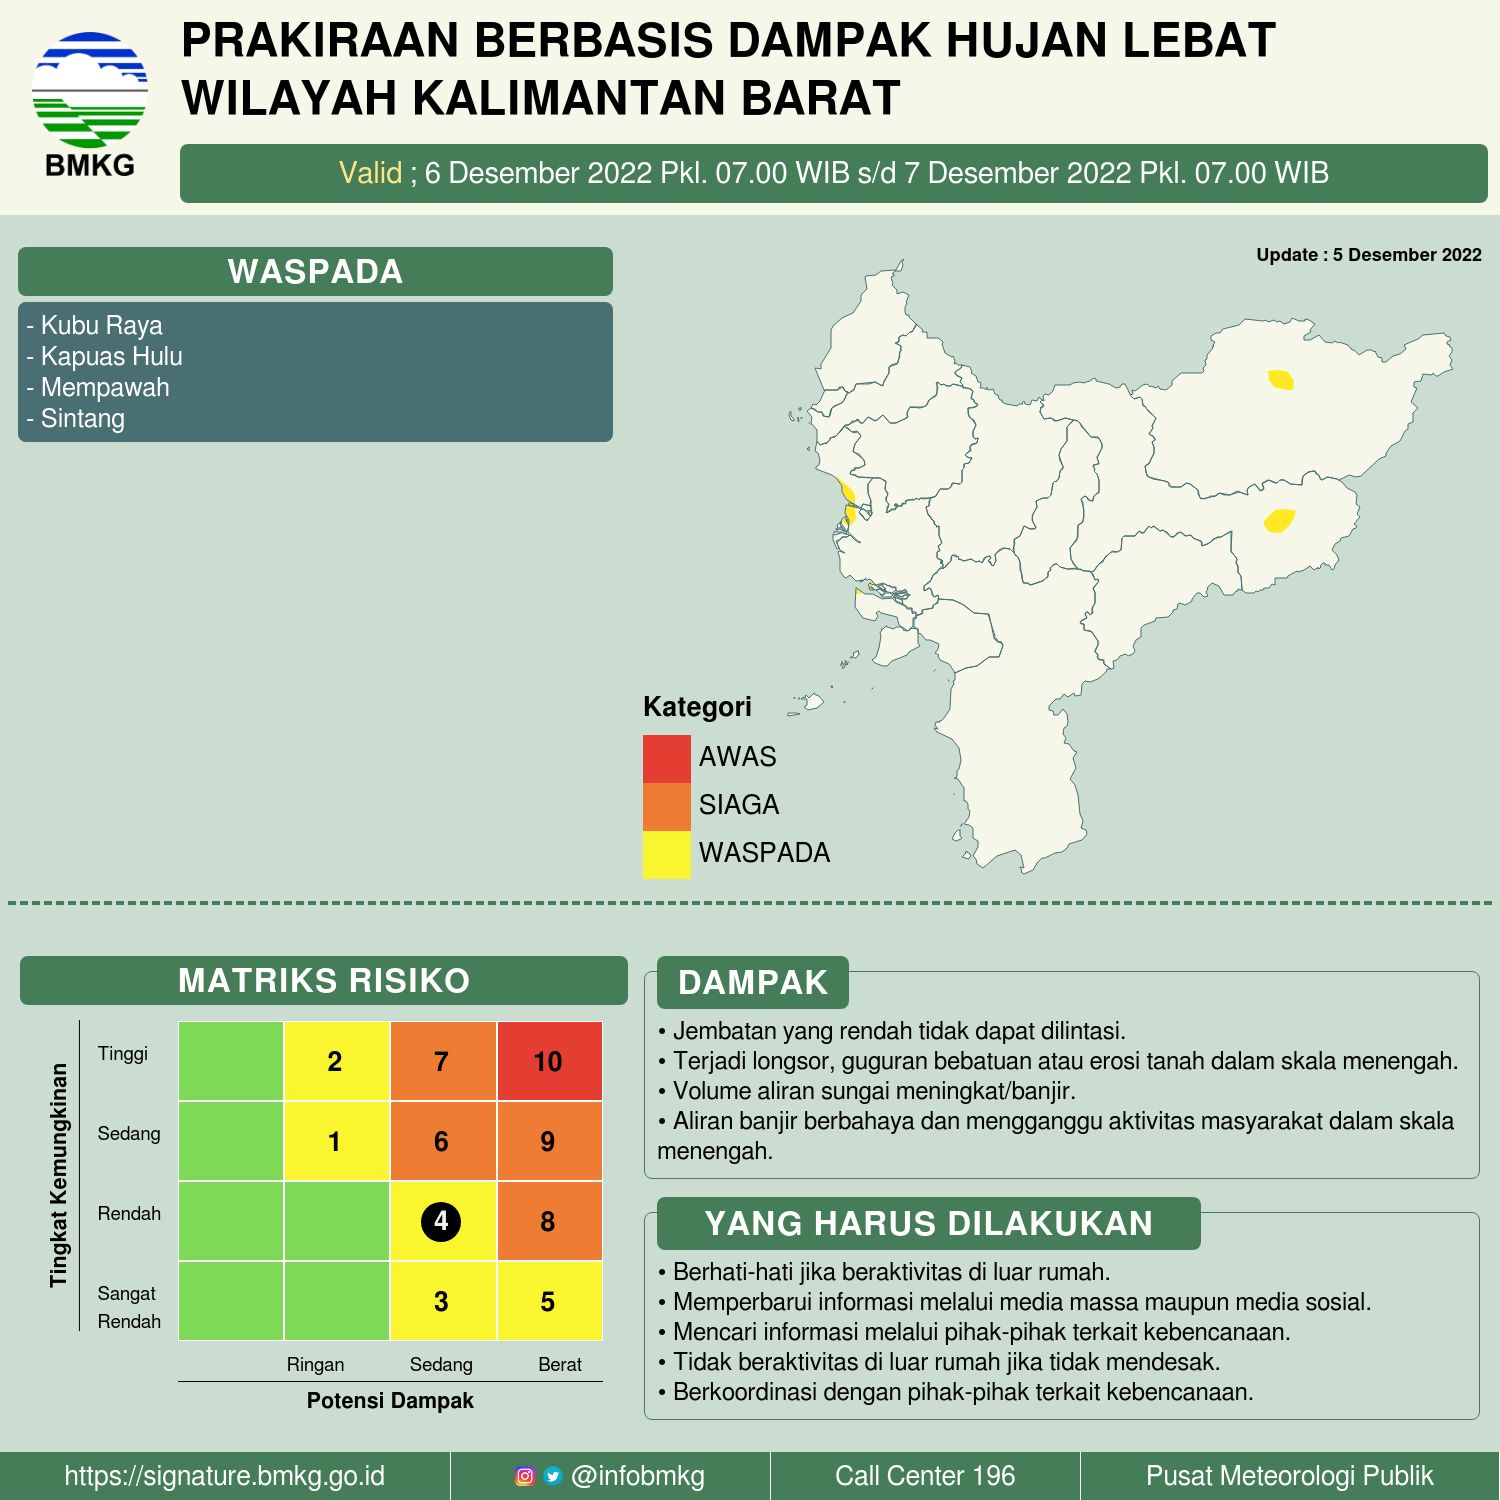 PRAKIRAAN BERBASIS DAMPAK HUJAN LEBAT
WILAYAH KALIMANTAN BARAT
BMKG
Valid ; 6 Desember 2022 Pkl. 07.00 WIB s/d 7 Desember 2022 Pkl. 07.00 WIB
WASPADA
- Kubu Raya
- Kapuas Hulu
- Mempawah
- Sintang
Update : 5 Desember 2022
Kategori
AWAS
SIAGA
WASPADA
MATRIKS RISIKO
Tingkat Kemungkinan
Tinggi
2 7 10
Sedang
1 6 9
Rendah
4 8
Sangat
Rendah
3 5
Ringan Sedang Berat
Potensi Dampak
DAMPAK
• Jembatan yang rendah tidak dapat dilintasi.
• Terjadi longsor, guguran bebatuan atau erosi tanah dalam skala menengah.
• Volume aliran sungai meningkat/banjir.
• Aliran banjir berbahaya dan mengganggu aktivitas masyarakat dalam skala
menengah.
YANG HARUS DILAKUKAN
• Berhati-hati jika beraktivitas di luar rumah.
• Memperbarui informasi melalui media massa maupun media sosial.
• Mencari informasi melalui pihak-pihak terkait kebencanaan.
• Tidak beraktivitas di luar rumah jika tidak mendesak.
• Berkoordinasi dengan pihak-pihak terkait kebencanaan.
https://signature.bmkg.go.id
@infobmkg
Call Center 196
Pusat Meteorologi Publik